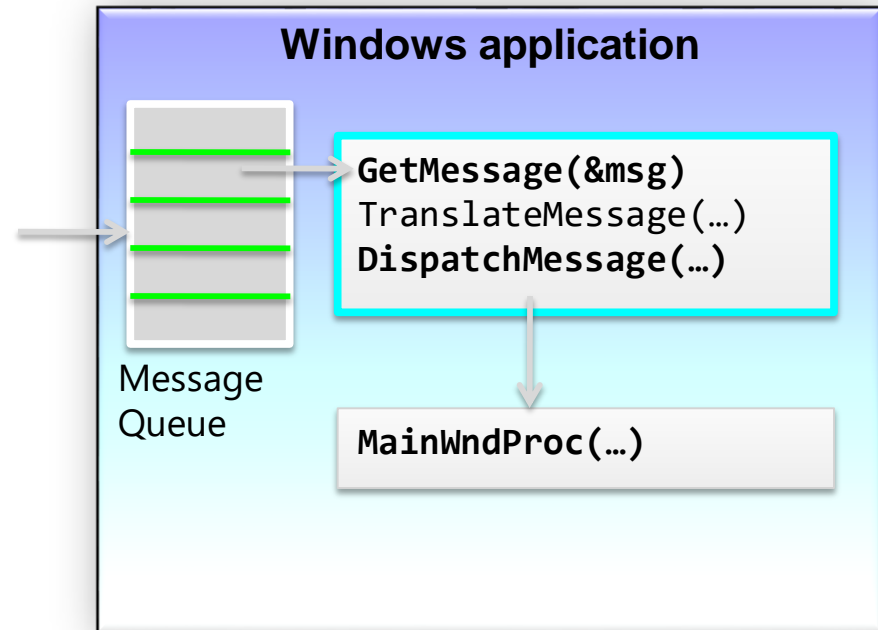 Windows application
GetMessage(&msg)
TranslateMessage(…)
DispatchMessage(…)
Message
Queue
MainWndProc(…)